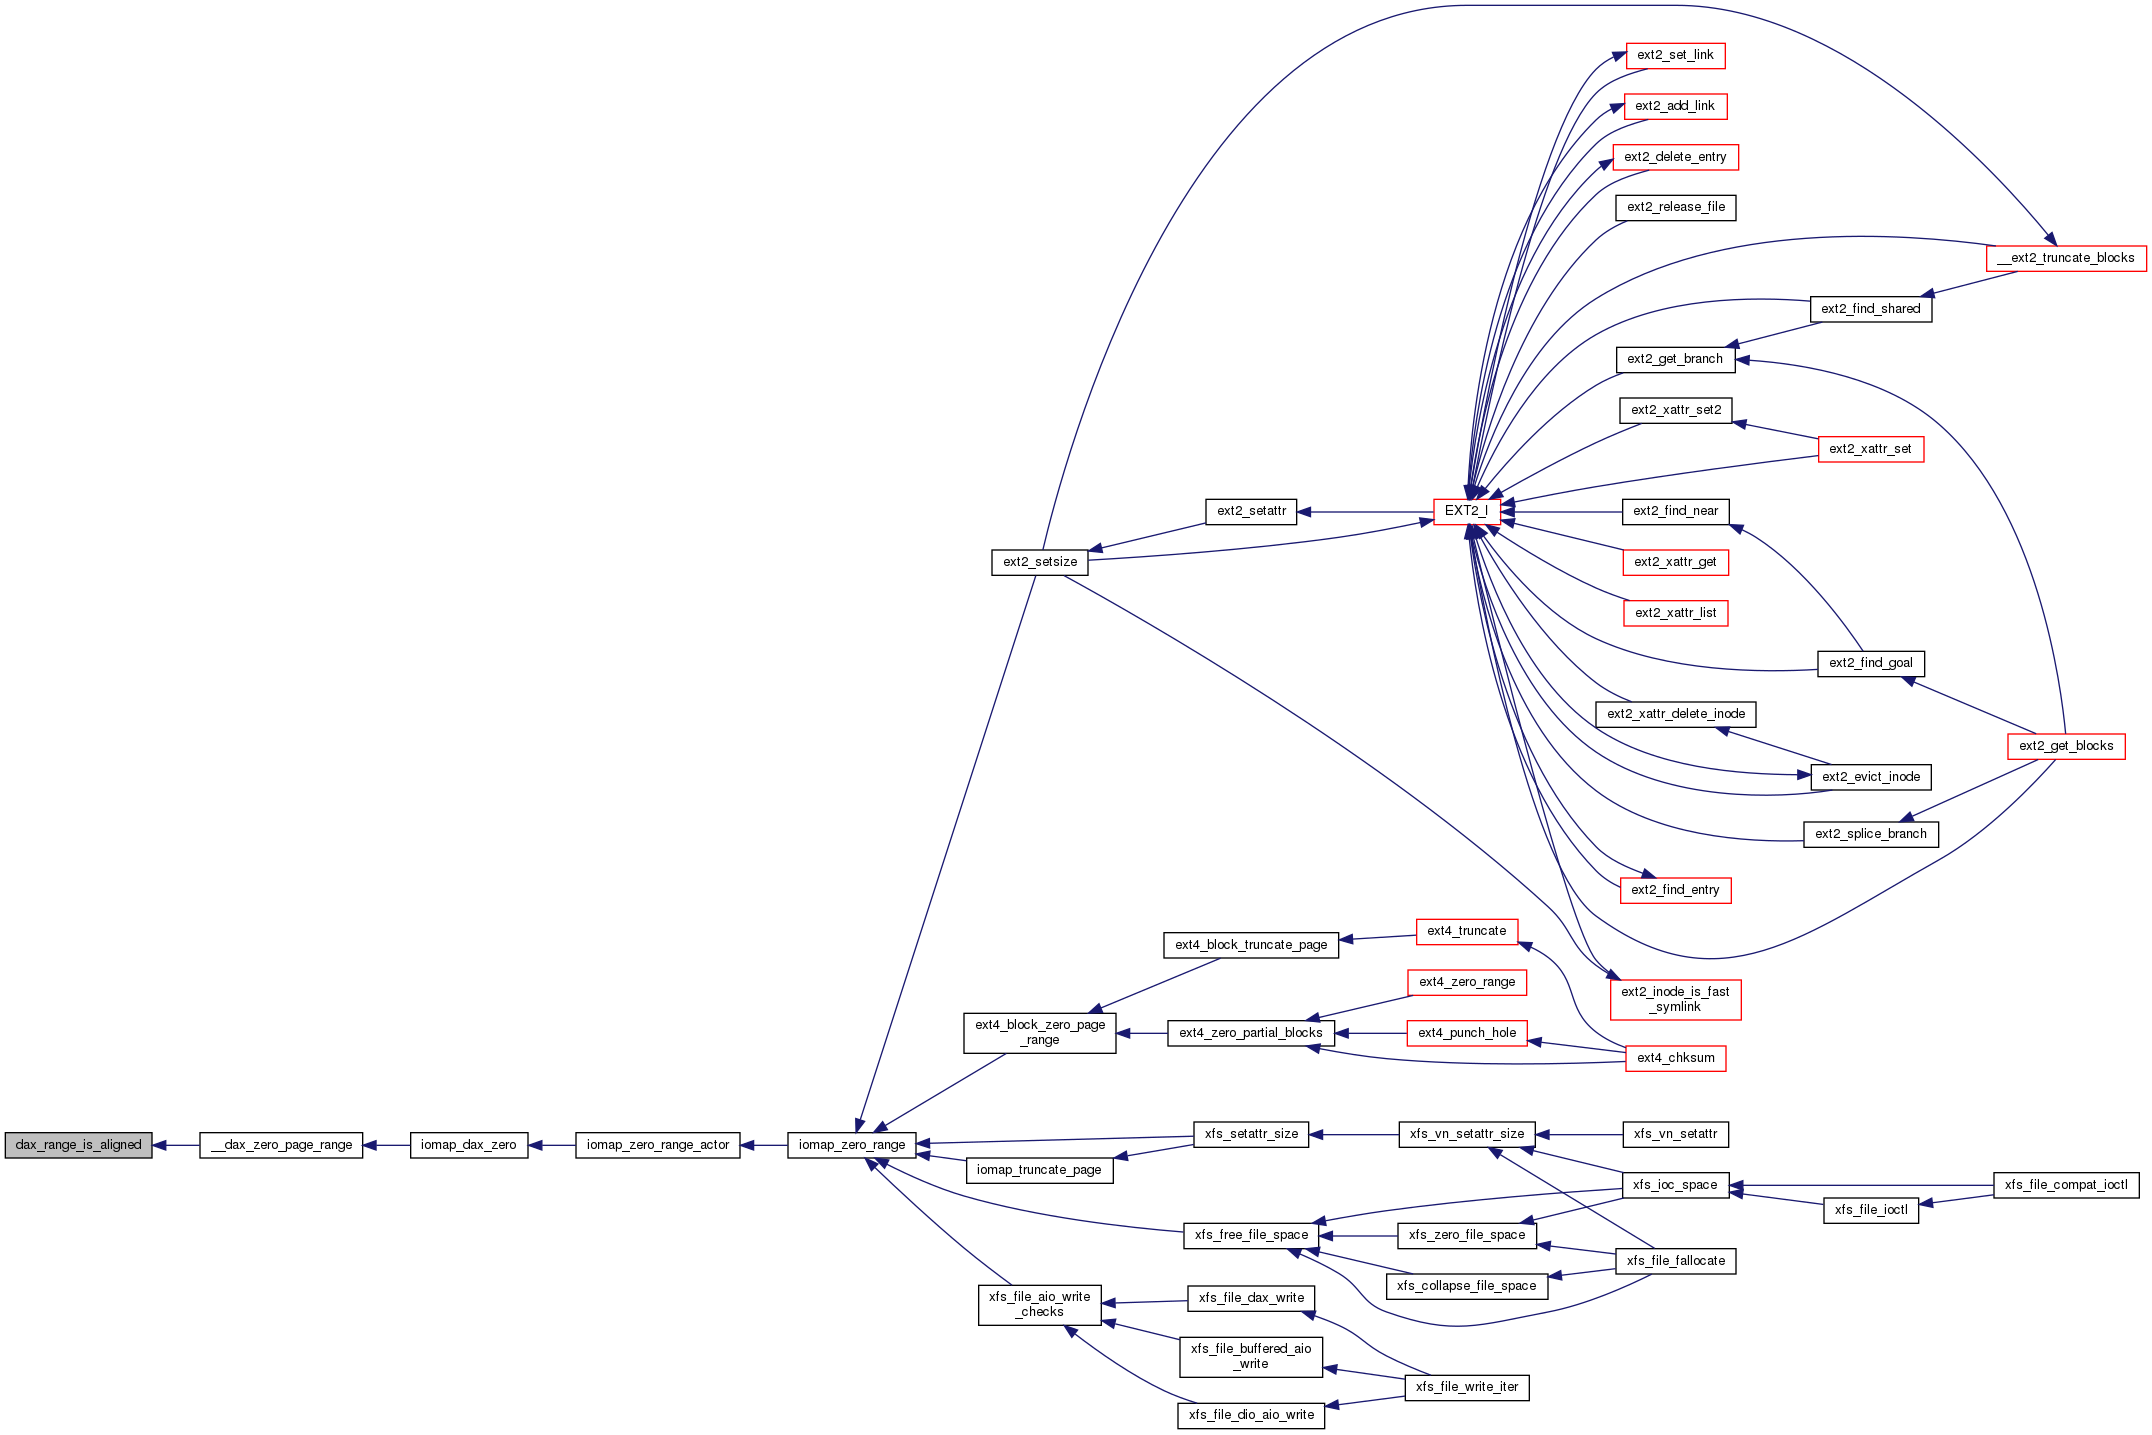 ext2_set_link
ext2_add_link
ext2_delete_entry
ext2_release_file
__ext2_truncate_blocks
ext2_find_shared
ext2_get_branch
ext2_xattr_set2
ext2_xattr_set
ext2_setattr
EXT2_I
ext2_find_near
ext2_setsize
ext2_xattr_get
ext2_xattr_list
ext2_find_goal
ext2_xattr_delete_inode
ext2_get_blocks
ext2_evict_inode
ext2_splice_branch
ext2_find_entry
ext4_truncate
ext4_block_truncate_page
ext4_zero_range
ext2_inode_is_fast
_symlink
ext4_block_zero_page
_range
ext4_zero_partial_blocks
ext4_punch_hole
ext4_chksum
dax_range_is_aligned
__dax_zero_page_range
iomap_dax_zero
iomap_zero_range_actor
iomap_zero_range
xfs_setattr_size
xfs_vn_setattr_size
xfs_vn_setattr
iomap_truncate_page
xfs_ioc_space
xfs_file_compat_ioctl
xfs_file_ioctl
xfs_free_file_space
xfs_zero_file_space
xfs_file_fallocate
xfs_collapse_file_space
xfs_file_aio_write
_checks
xfs_file_dax_write
xfs_file_buffered_aio
_write
xfs_file_write_iter
xfs_file_dio_aio_write